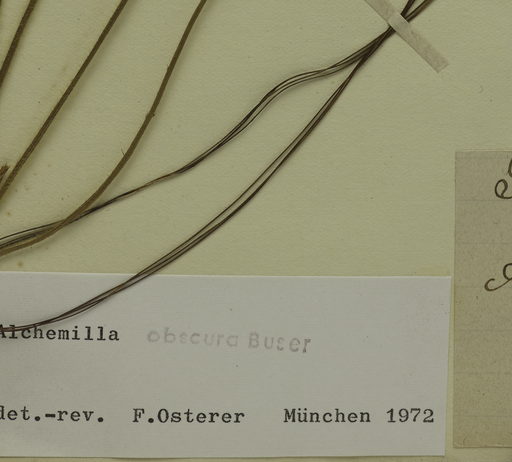 Alchemilla obscura Buser
det.-rev. F.Osterer München 1972